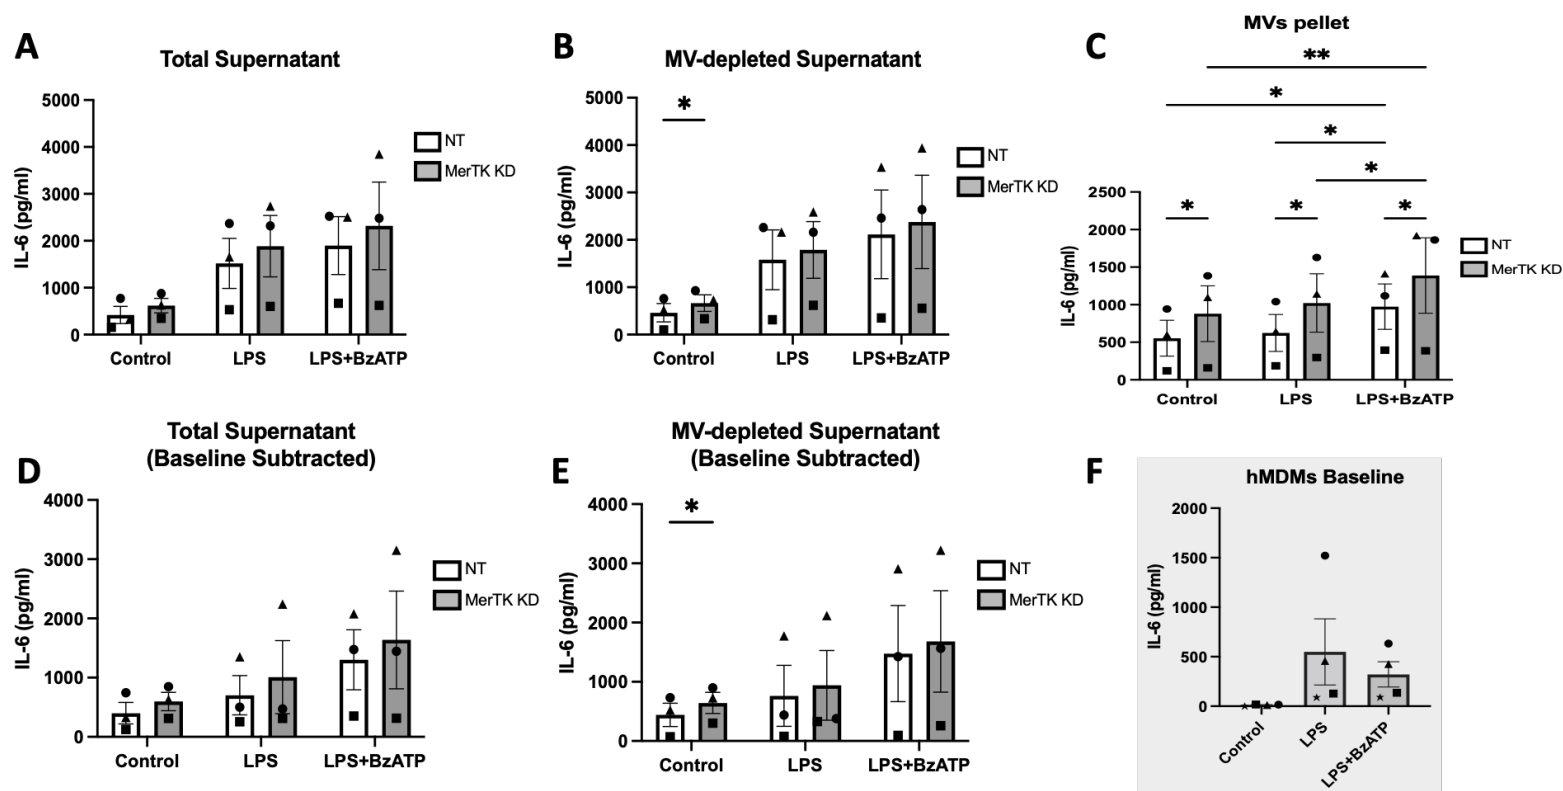 A
Total Supernatant
IL-6 (pg/ml)
5000
4000
3000
2000
1000
0
Control
LPS
LPS+BzATP
NT
MerTK KD
B
MV-depleted Supernatant
IL-6 (pg/ml)
5000
4000
3000
2000
1000
0
*
Control
LPS
LPS+BzATP
NT
MerTK KD
C
MVs pellet
**
*
*
*
*
*
*
IL-6 (pg/ml)
2500
2000
1500
1000
500
0
Control
LPS
LPS+BzATP
NT
MerTK KD
D
Total Supernatant
(Baseline Subtracted)
IL-6 (pg/ml)
4000
3000
2000
1000
0
Control
LPS
LPS+BzATP
NT
MerTK KD
E
MV-depleted Supernatant
(Baseline Subtracted)
IL-6 (pg/ml)
4000
3000
2000
1000
0
*
Control
LPS
LPS+BzATP
NT
MerTK KD
F
hMDMs Baseline
IL-6 (pg/ml)
2000
1500
1000
500
0
Control
LPS
LPS+BzATP